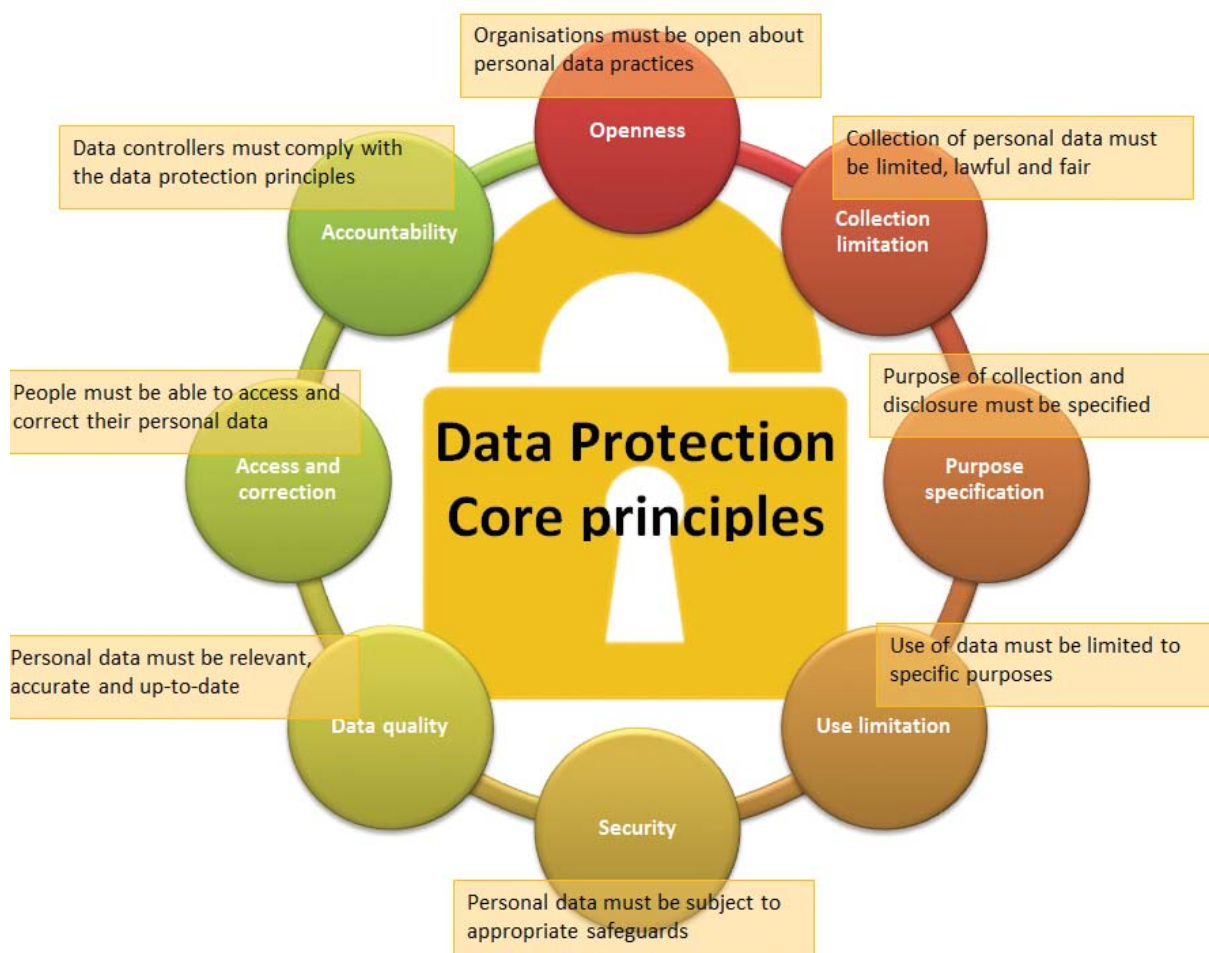 Organisations must be open about
personal data practices
Openness
Collection of personal data must
be limited, lawful and fair
Collection
limitation
Purpose of collection and
disclosure must be specified
Purpose
specification
Use of data must be limited to
specific purposes
Use limitation
Security
Personal data must be subject to
appropriate safeguards
Personal data must be relevant,
accurate and up-to-date
Data quality
People must be able to access and
correct their personal data
Access and
correction
Data controllers must comply with
the data protection principles
Accountability
Data Protection
Core principles